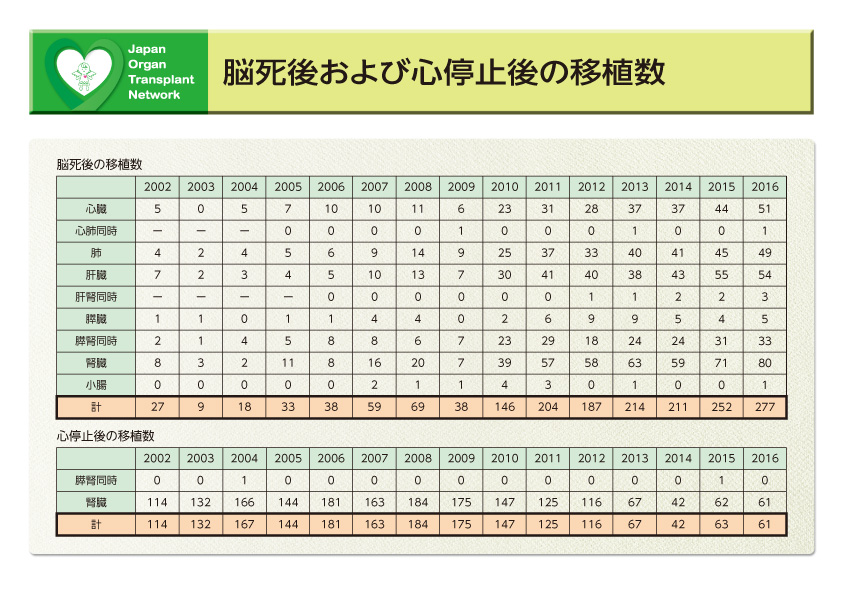 Japan
Organ
Transplant
Network
脳死後および心停止後の移植数
脳死後の移植数
2002 2003 2004 2005 2006 2007 2008 2009 2010 2011 2012 2013 2014 2015 2016
心臓 5 0 5 7 10 10 11 6 23 31 28 37 37 44 51
心肺同時 － － － 0 0 0 0 1 0 0 0 1 0 0 1
肺 4 2 4 5 6 9 14 9 25 37 33 40 41 45 49
肝臓 7 2 3 4 5 10 13 7 30 41 40 38 43 55 54
肝腎同時 － － － － 0 0 0 0 0 0 1 1 2 2 3
膵臓 1 1 0 1 1 4 4 0 2 6 9 9 5 4 5
膵腎同時 2 1 4 5 8 8 6 7 23 29 18 24 24 31 33
腎臓 8 3 2 11 8 16 20 7 39 57 58 63 59 71 80
小腸 0 0 0 0 0 2 1 1 4 3 0 1 0 0 1
計 27 9 18 33 38 59 69 38 146 204 187 214 211 252 277
心停止後の移植数
2002 2003 2004 2005 2006 2007 2008 2009 2010 2011 2012 2013 2014 2015 2016
膵腎同時 0 0 1 0 0 0 0 0 0 0 0 0 0 1 0
腎臓 114 132 166 144 181 163 184 175 147 125 116 67 42 62 61
計 114 132 167 144 181 163 184 175 147 125 116 67 42 63 61